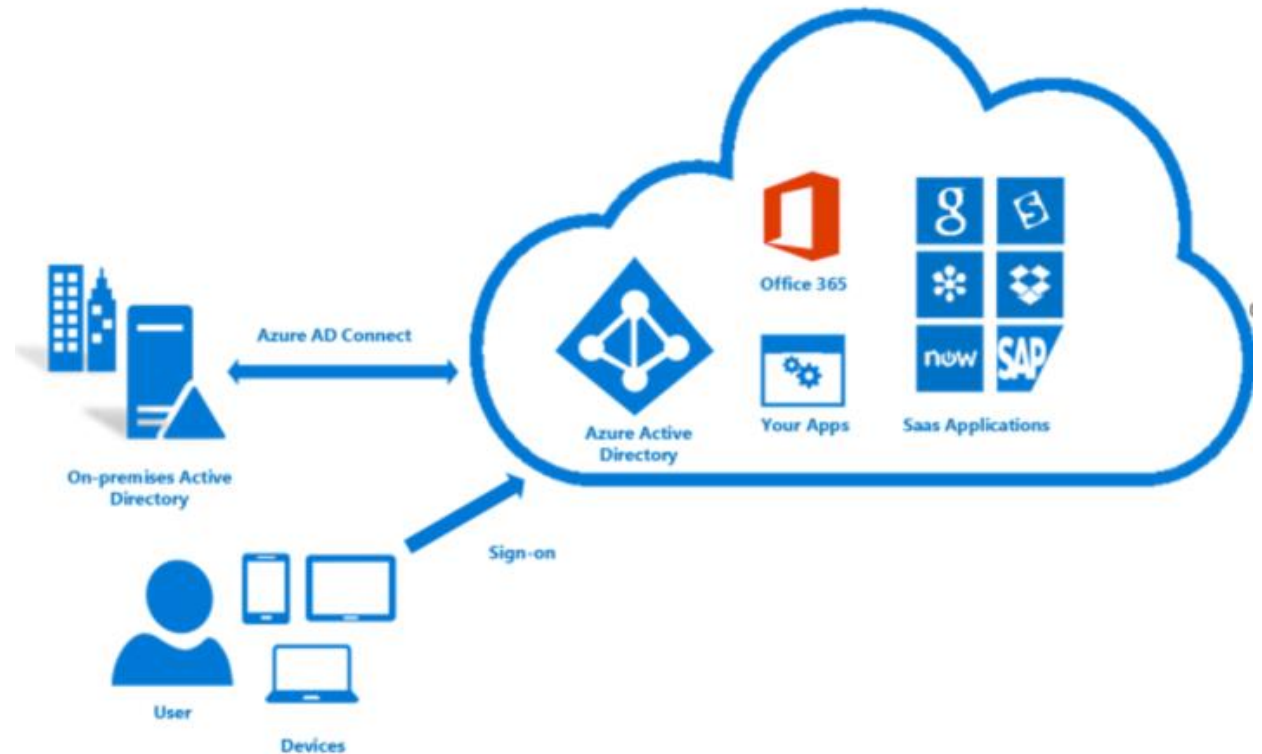 Office 365
Azure AD Connect
Azure Active
Directory
Your Apps
Saas Applications
g
S
now
SAP
On-premises Active
Directory
Sign-on
User
Devices